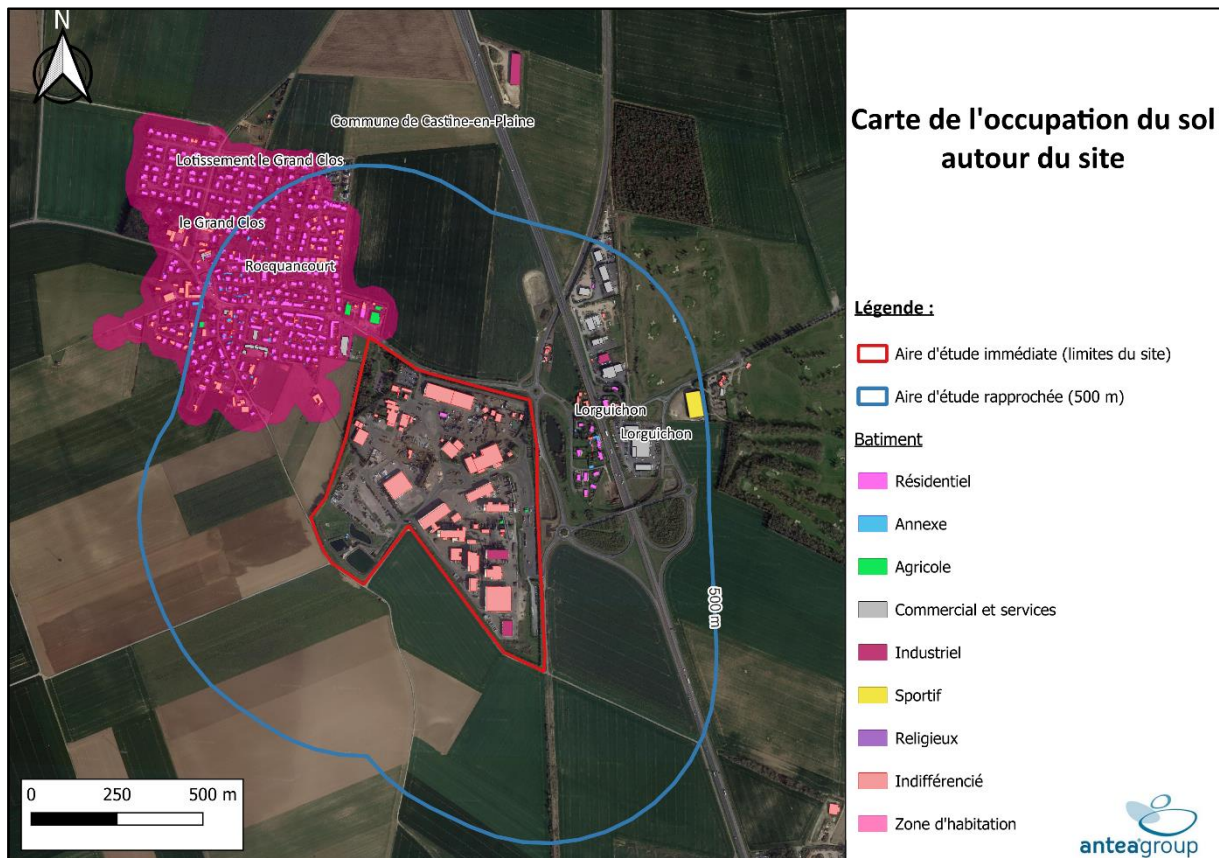 N
Commune de Castine-en-Plaine
Lotissement le Grand Clos
le Grand Clos
Rocquancourt
Lorguichon
Lorguichon
500 m
0 250 500 m
Carte de l'occupation du sol
autour du site
Légende :
Aire d'étude immédiate (limites du site)
Aire d'étude rapprochée (500 m)
Batiment
Résidentiel
Annexe
Agricole
Commercial et services
Industriel
Sportif
Religieux
Indifférencié
Zone d'habitation
anteagroup